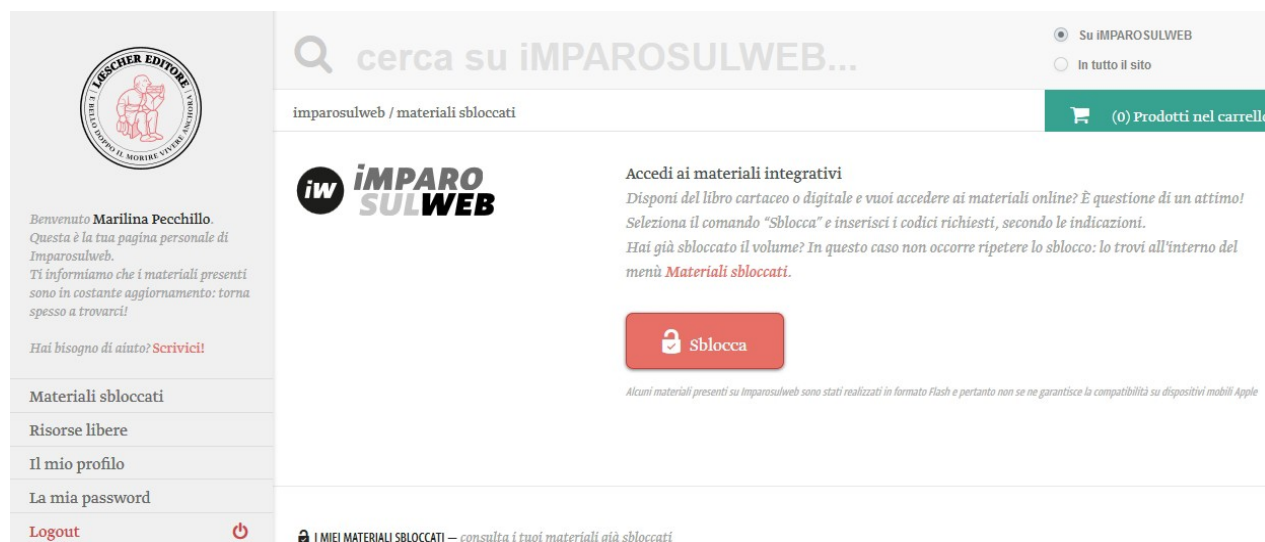 LŒSCHER EDITORE
E BELLO DOPPO IL MORIRE VIVERE ANCHORA
Benvenuto Marilina Pecchillo.
Questa è la tua pagina personale di
Imparosulweb.
Ti informiamo che i materiali presenti
sono in costante aggiornamento: torna
spesso a trovarci!
Hai bisogno di aiuto? Scrivici!
Materiali sbloccati
Risorse libere
Il mio profilo
La mia password
Logout
cerca su iMPAROSULWEB...
Su iMPAROSULWEB
In tutto il sito
imparosulweb / materiali sbloccati
(0) Prodotti nel carrello
iw iMPARO
SULWEB
Accedi ai materiali integrativi
Disponi del libro cartaceo o digitale e vuoi accedere ai materiali online? È questione di un attimo!
Seleziona il comando “Sblocca” e inserisci i codici richiesti, secondo le indicazioni.
Hai già sbloccato il volume? In questo caso non occorre ripetere lo sblocco: lo trovi all'interno del
menù Materiali sbloccati.
Sblocca
Alcuni materiali presenti su Imparosulweb sono stati realizzati in formato Flash e pertanto non se ne garantisce la compatibilità su dispositivi mobili Apple
I MIEI MATERIALI SBLOCCATI — consulta i tuoi materiali già sbloccati